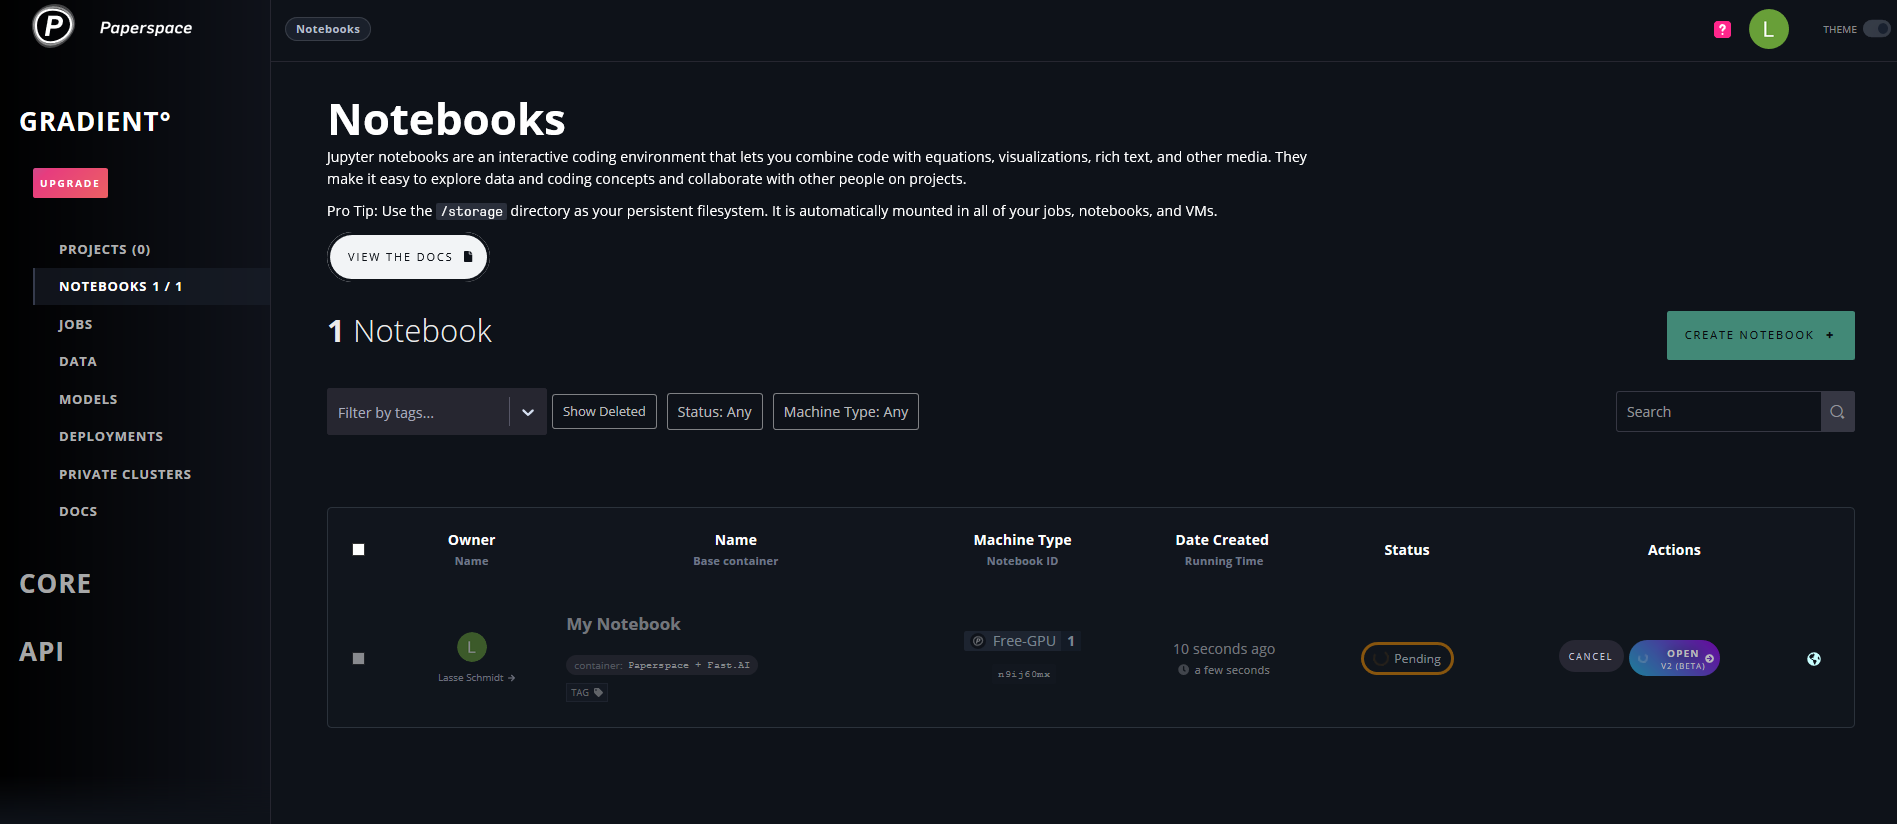 P Paperspace
Notebooks
?
L
THEME
GRADIENT°
UPGRADE
PROJECTS (0)
NOTEBOOKS 1 / 1
JOBS
DATA
MODELS
DEPLOYMENTS
PRIVATE CLUSTERS
DOCS
CORE
API
Notebooks
Jupyter notebooks are an interactive coding environment that lets you combine code with equations, visualizations, rich text, and other media. They
make it easy to explore data and coding concepts and collaborate with other people on projects.
Pro Tip: Use the /storage directory as your persistent filesystem. It is automatically mounted in all of your jobs, notebooks, and VMs.
VIEW THE DOCS
1 Notebook
CREATE NOTEBOOK +
Filter by tags...
Show Deleted
Status: Any
Machine Type: Any
Search
Owner
Name
Name
Base container
Machine Type
Notebook ID
Date Created
Running Time
Status
Actions
L
Lasse Schmidt →
My Notebook
container: Paperspace + Fast.AI
TAG
P Free-GPU 1
n9ij60mx
10 seconds ago
a few seconds
Pending
CANCEL
OPEN
V2 (BETA)